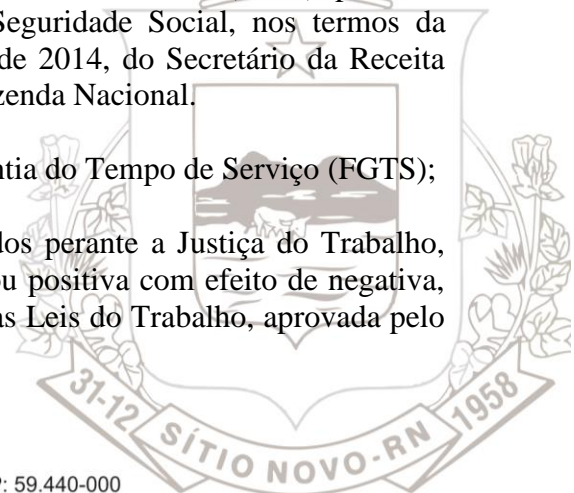 Seguridade Social, nos termos da
de 2014, do Secretário da Receita
zenda Nacional.
ntia do Tempo de Serviço (FGTS);
dos perante a Justiça do Trabalho,
ou positiva com efeito de negativa,
as Leis do Trabalho, aprovada pelo
31-12 SÍTIO NOVO-RN 1958
P: 59.440-000